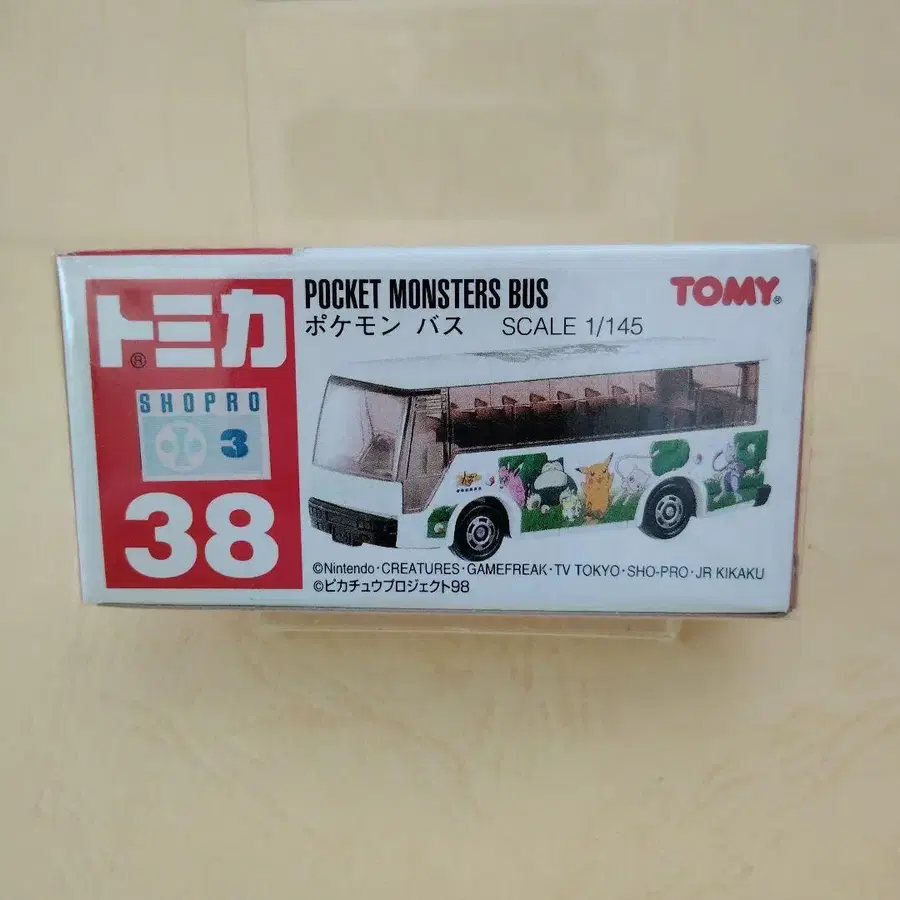 トミカ®
SHOPRO
3
38
POCKET MONSTERS BUS
ポケモン バス SCALE 1/145
TOMY®
©Nintendo・CREATURES・GAMEFREAK・TV TOKYO・SHO-PRO・JR KIKAKU
©ピカチュウプロジェクト98